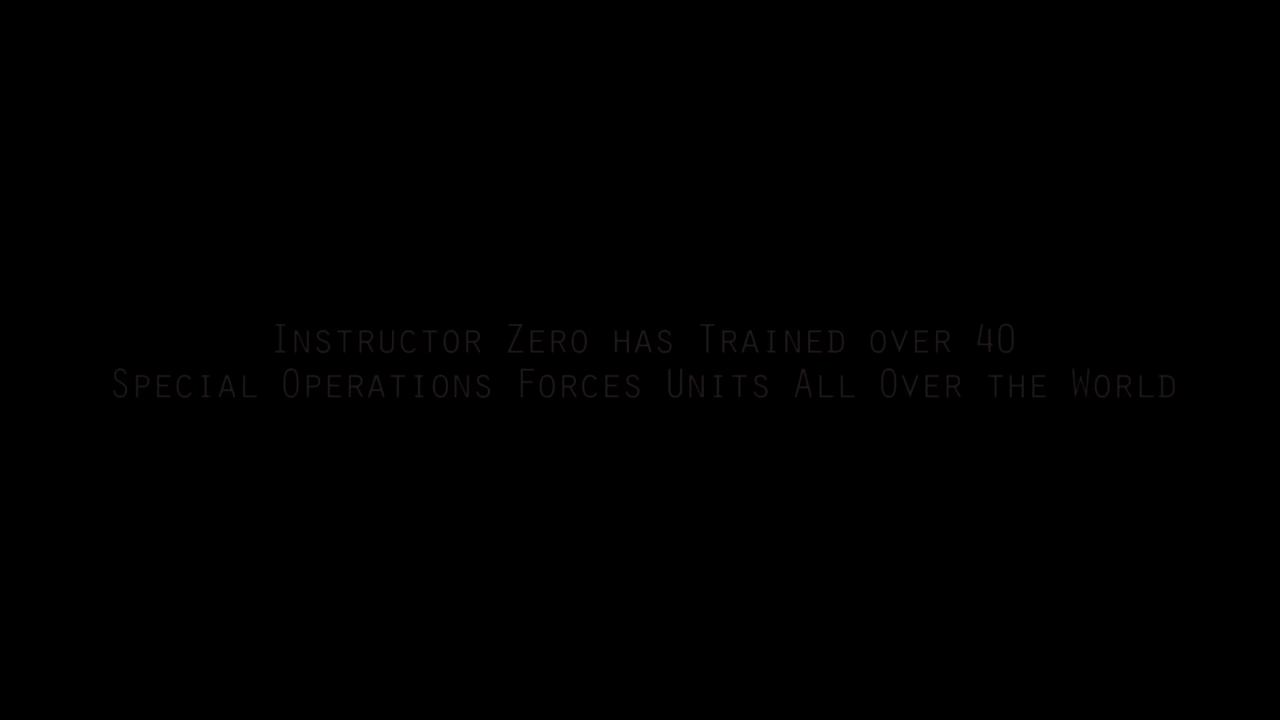 Instructor Zero has Trained over 40
Special Operations Forces Units All Over the World